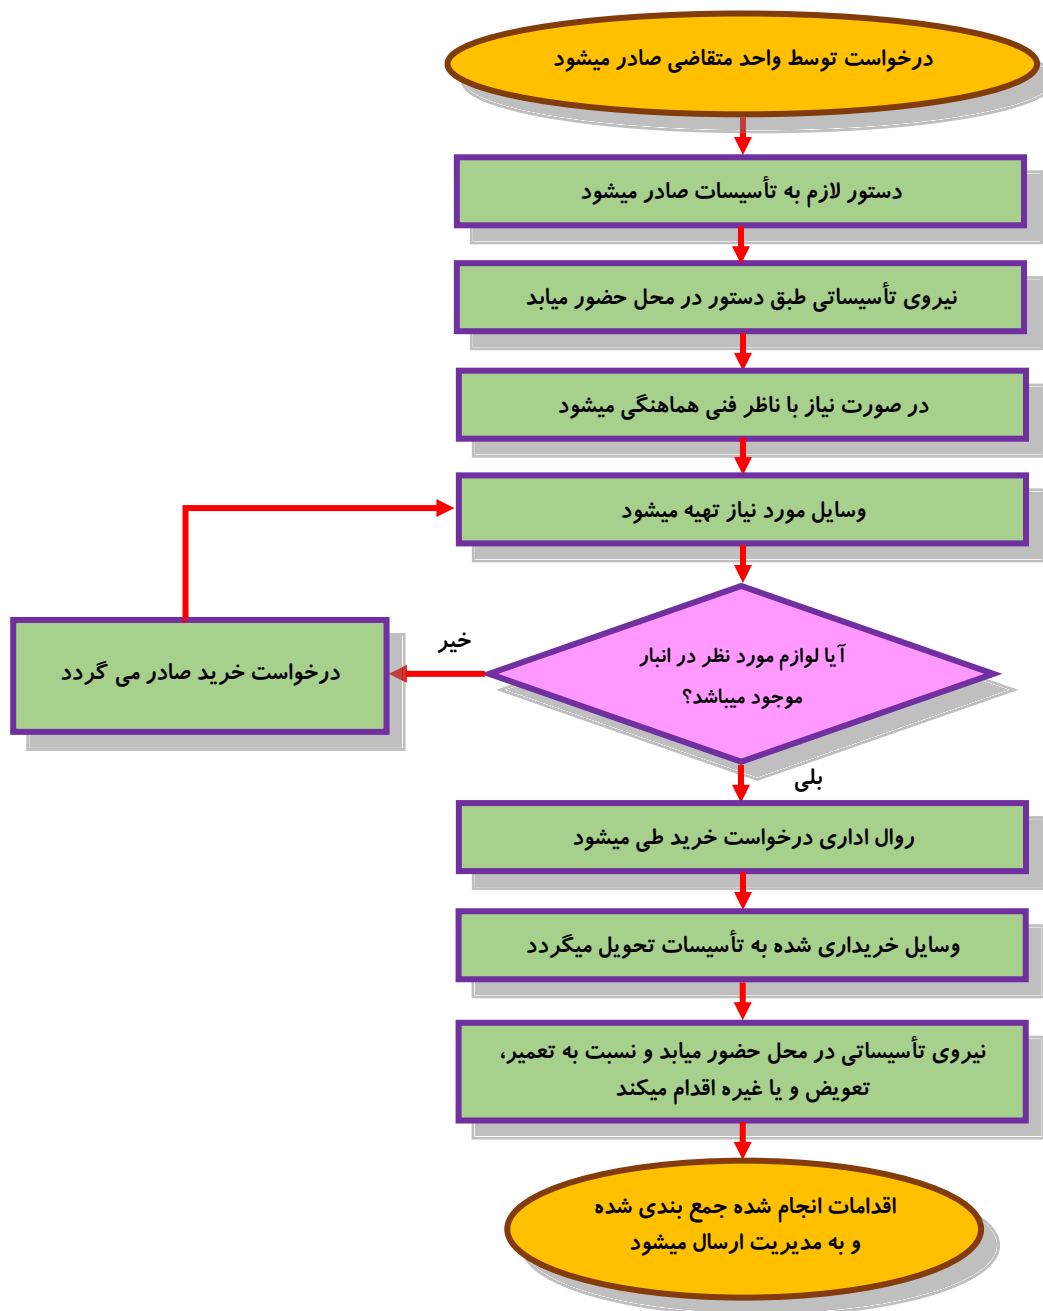 درخواست توسط واحد متقاضی صادر میشود
دستور لازم به تأسیسات صادر میشود
نیروی تأسیساتی طبق دستور در محل حضور میابد
در صورت نیاز با ناظر فنی هماهنگی میشود
وسایل مورد نیاز تهیه میشود
آیا لوازم مورد نظر در انبار
موجود میباشد؟
خیر
درخواست خرید صادر می گردد
بلی
روال اداری درخواست خرید طی میشود
وسایل خریداری شده به تأسیسات تحویل میگردد
نیروی تأسیساتی در محل حضور میابد و نسبت به تعمیر،
تعویض و یا غیره اقدام میکند
اقدامات انجام شده جمع بندی شده
و به مدیریت ارسال میشود